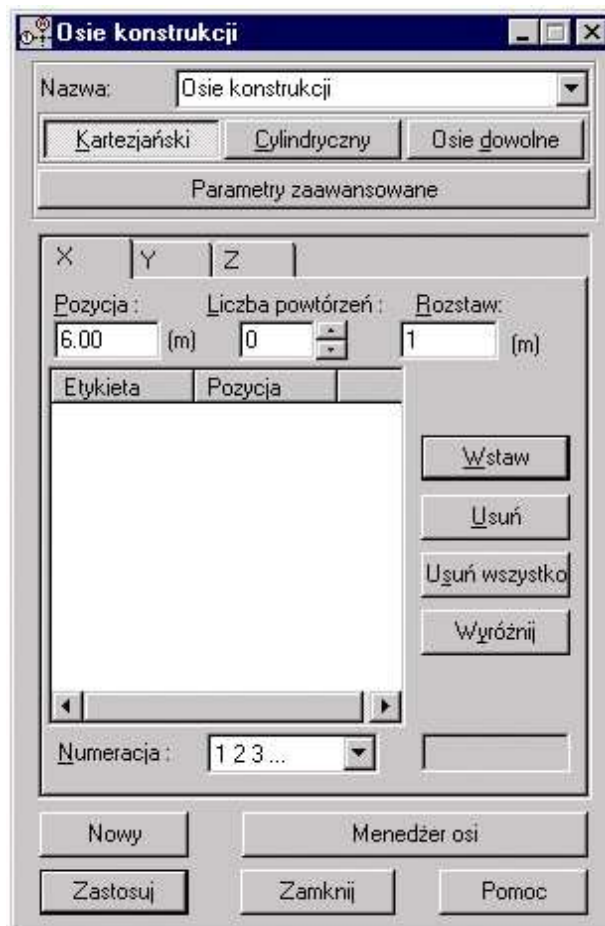 Osie konstrukcji
Nazwa: Osie konstrukcji
Kartezjański Cylindryczny Osie dowolne
Parametry zaawansowane
X Y Z
Pozycja : Liczba powtórzeń : Rozstaw:
6.00 (m) 0 1 (m)
Etykieta Pozycja
Wstaw
Usuń
Usuń wszystko
Wyróżnij
Numeracja : 1 2 3 ...
Nowy Menedżer osi
Zastosuj Zamknij Pomoc